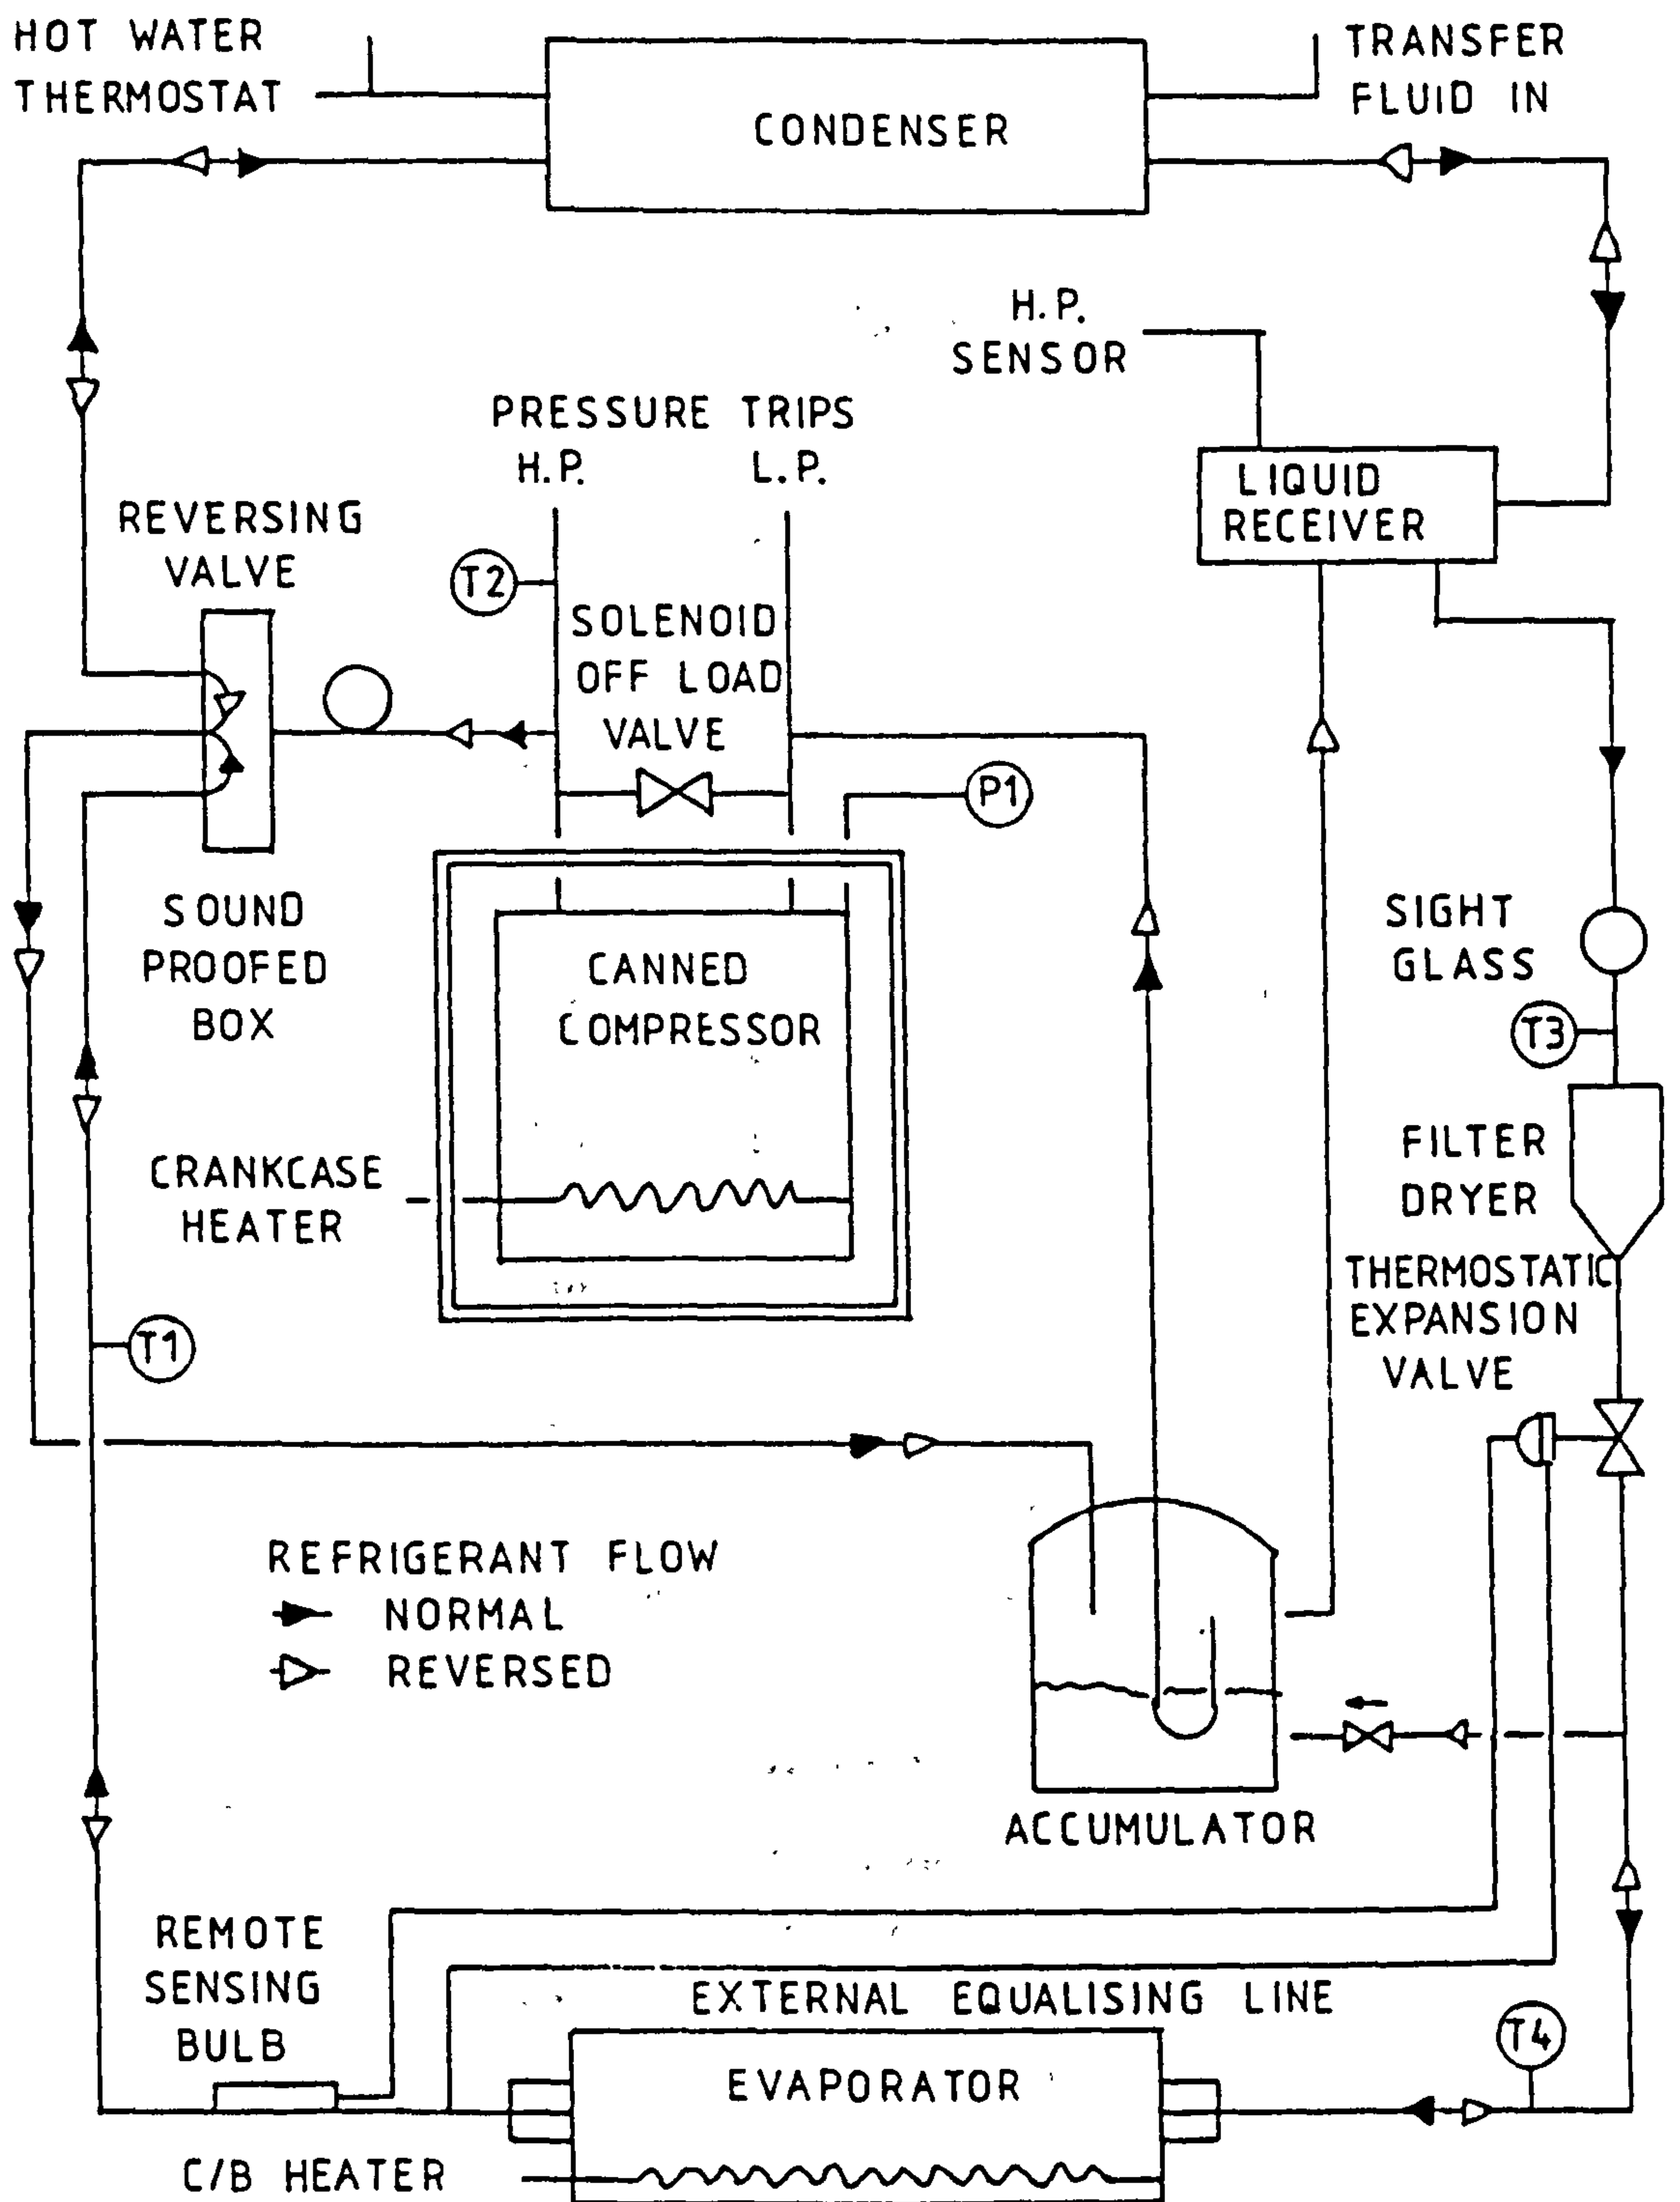 HOT WATER
THERMOSTAT
TRANSFER
FLUID IN
CONDENSER
H.P.
SENSOR
PRESSURE TRIPS
H.P. L.P.
LIQUID
RECEIVER
REVERSING
VALVE
T2
SOLENOID
OFF LOAD
VALVE
P1
SOUND
PROOFED
BOX
CANNED
COMPRESSOR
SIGHT
GLASS
T3
CRANKCASE
HEATER
FILTER
DRYER
THERMOSTATIC
EXPANSION
VALVE
T1
REFRIGERANT FLOW
NORMAL
REVERSED
ACCUMULATOR
REMOTE
SENSING
BULB
EXTERNAL EQUALISING LINE
T4
EVAPORATOR
C/B HEATER